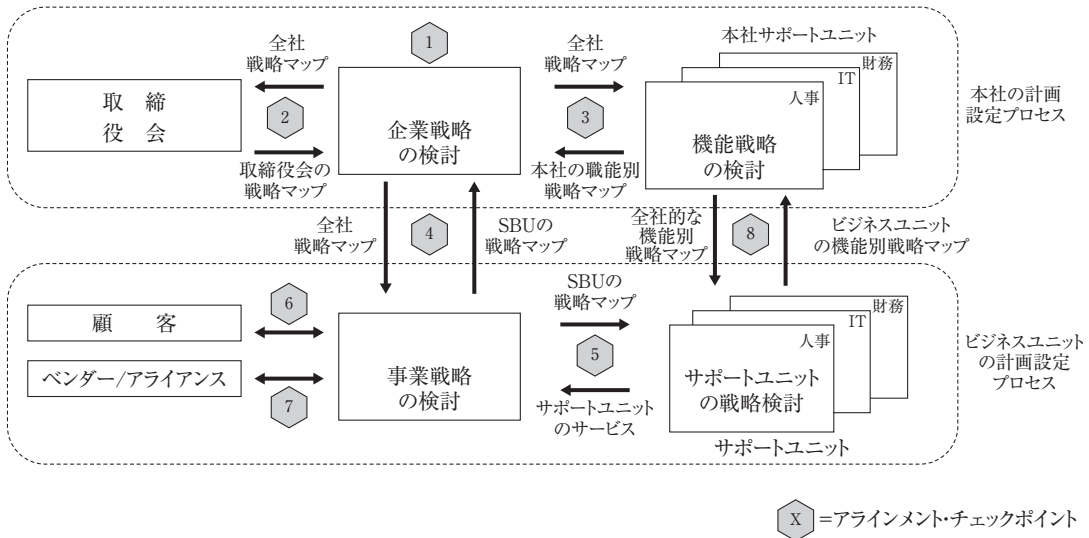 1
本社サポートユニット
財務
IT
人事
全社
戦略マップ
全社
戦略マップ
取　締
役　会
2
企業戦略
の検討
3
機能戦略
の検討
本社の計画
設定プロセス
取締役会の
戦略マップ
本社の職能別
戦略マップ
全社
戦略マップ
4
SBUの
戦略マップ
全社的な
機能別
戦略マップ
8
ビジネスユニット
の機能別戦略マップ
SBUの
戦略マップ
財務
IT
人事
6
顧　客
5
ビジネスユニット
の計画設定
プロセス
ベンダー/アライアンス
7
事業戦略
の検討
サポートユニット
の戦略検討
サポートユニット
のサービス
サポートユニット
X =アラインメント・チェックポイント